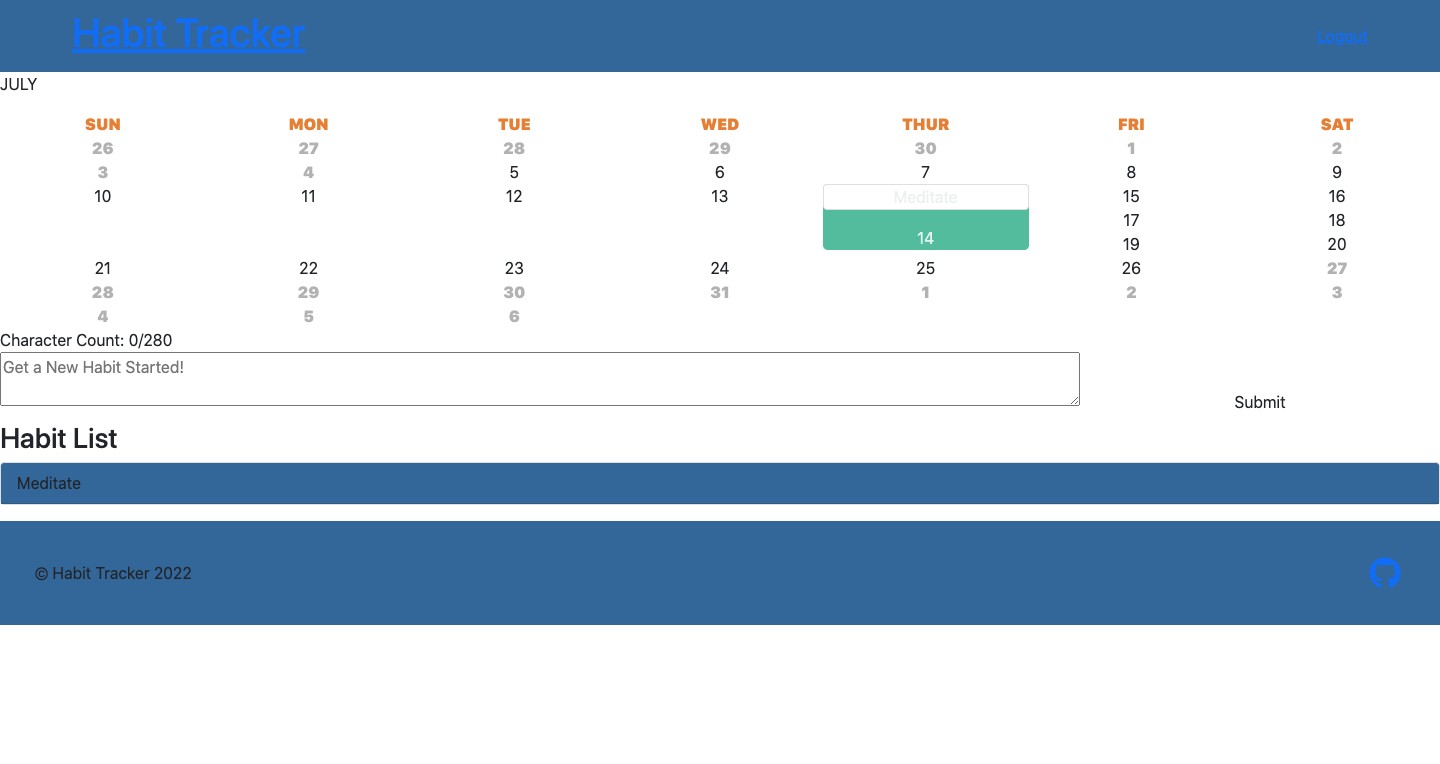 Habit Tracker Logout
JULY
SUN MON TUE WED THUR FRI SAT
26 27 28 29 30 1 2
3 4 5 6 7 8 9
10 11 12 13 Meditate 15 16
17 18
14
19 20
21 22 23 24 25 26 27
28 29 30 31 1 2 3
4 5 6
Character Count: 0/280
Get a New Habit Started!
Submit
Habit List
Meditate
© Habit Tracker 2022